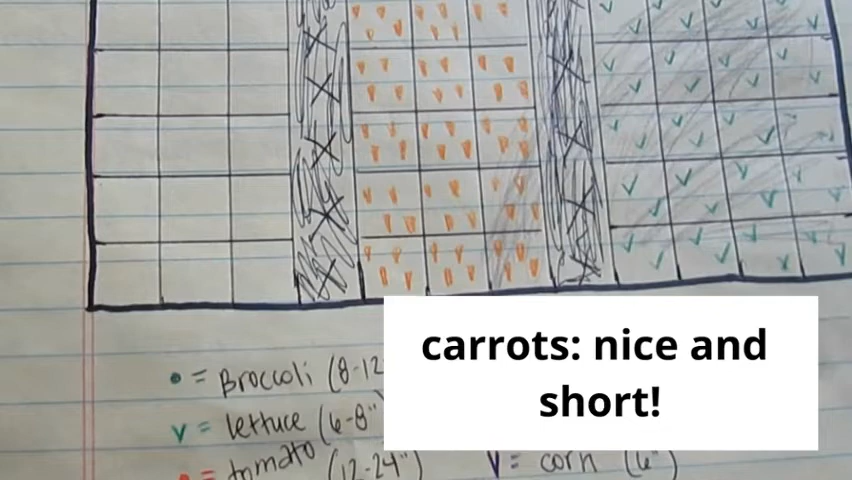 carrots: nice and
short!
• = Broccoli (8-12
v = lettuce (6-8"
= tomato (12-24")
V = corn (6")